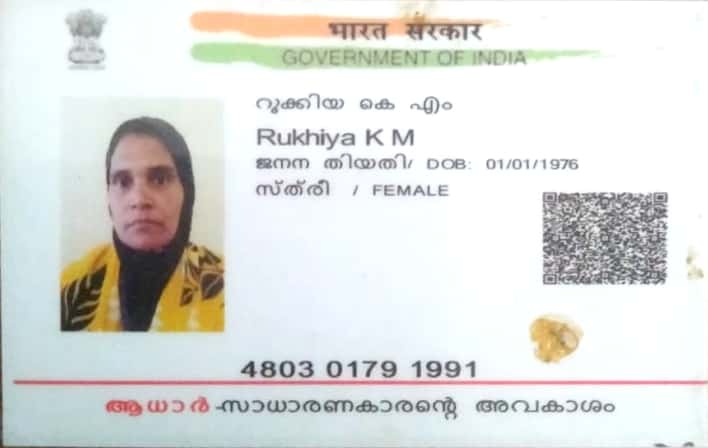 भारत सरकार
GOVERNMENT OF INDIA
റുക്കിയ കെ എം
Rukhiya K M
ജനന തിയതി/ DOB: 01/01/1976
സ്ത്രീ / FEMALE
4803 0179 1991
ആധാർ-സാധാരണകാരന്റെ അവകാശം